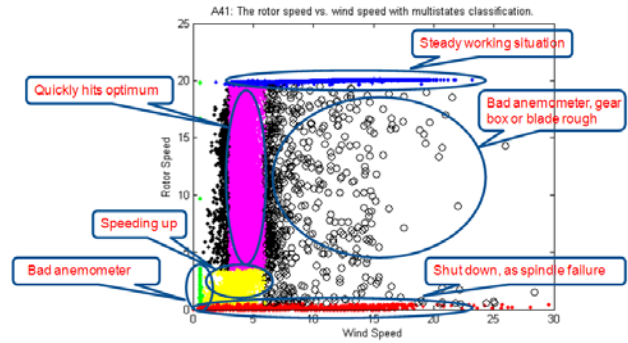 A41: The rotor speed vs. wind speed with multistates classification.
25
Steady working situation
20
Quickly hits optimum
Bad anemometer, gear
box or blade rough
15
Rotor Speed
10
Speeding up
5
Bad anemometer
Shut down, as spindle failure
0
0 5 10 15 20 25 30
Wind Speed